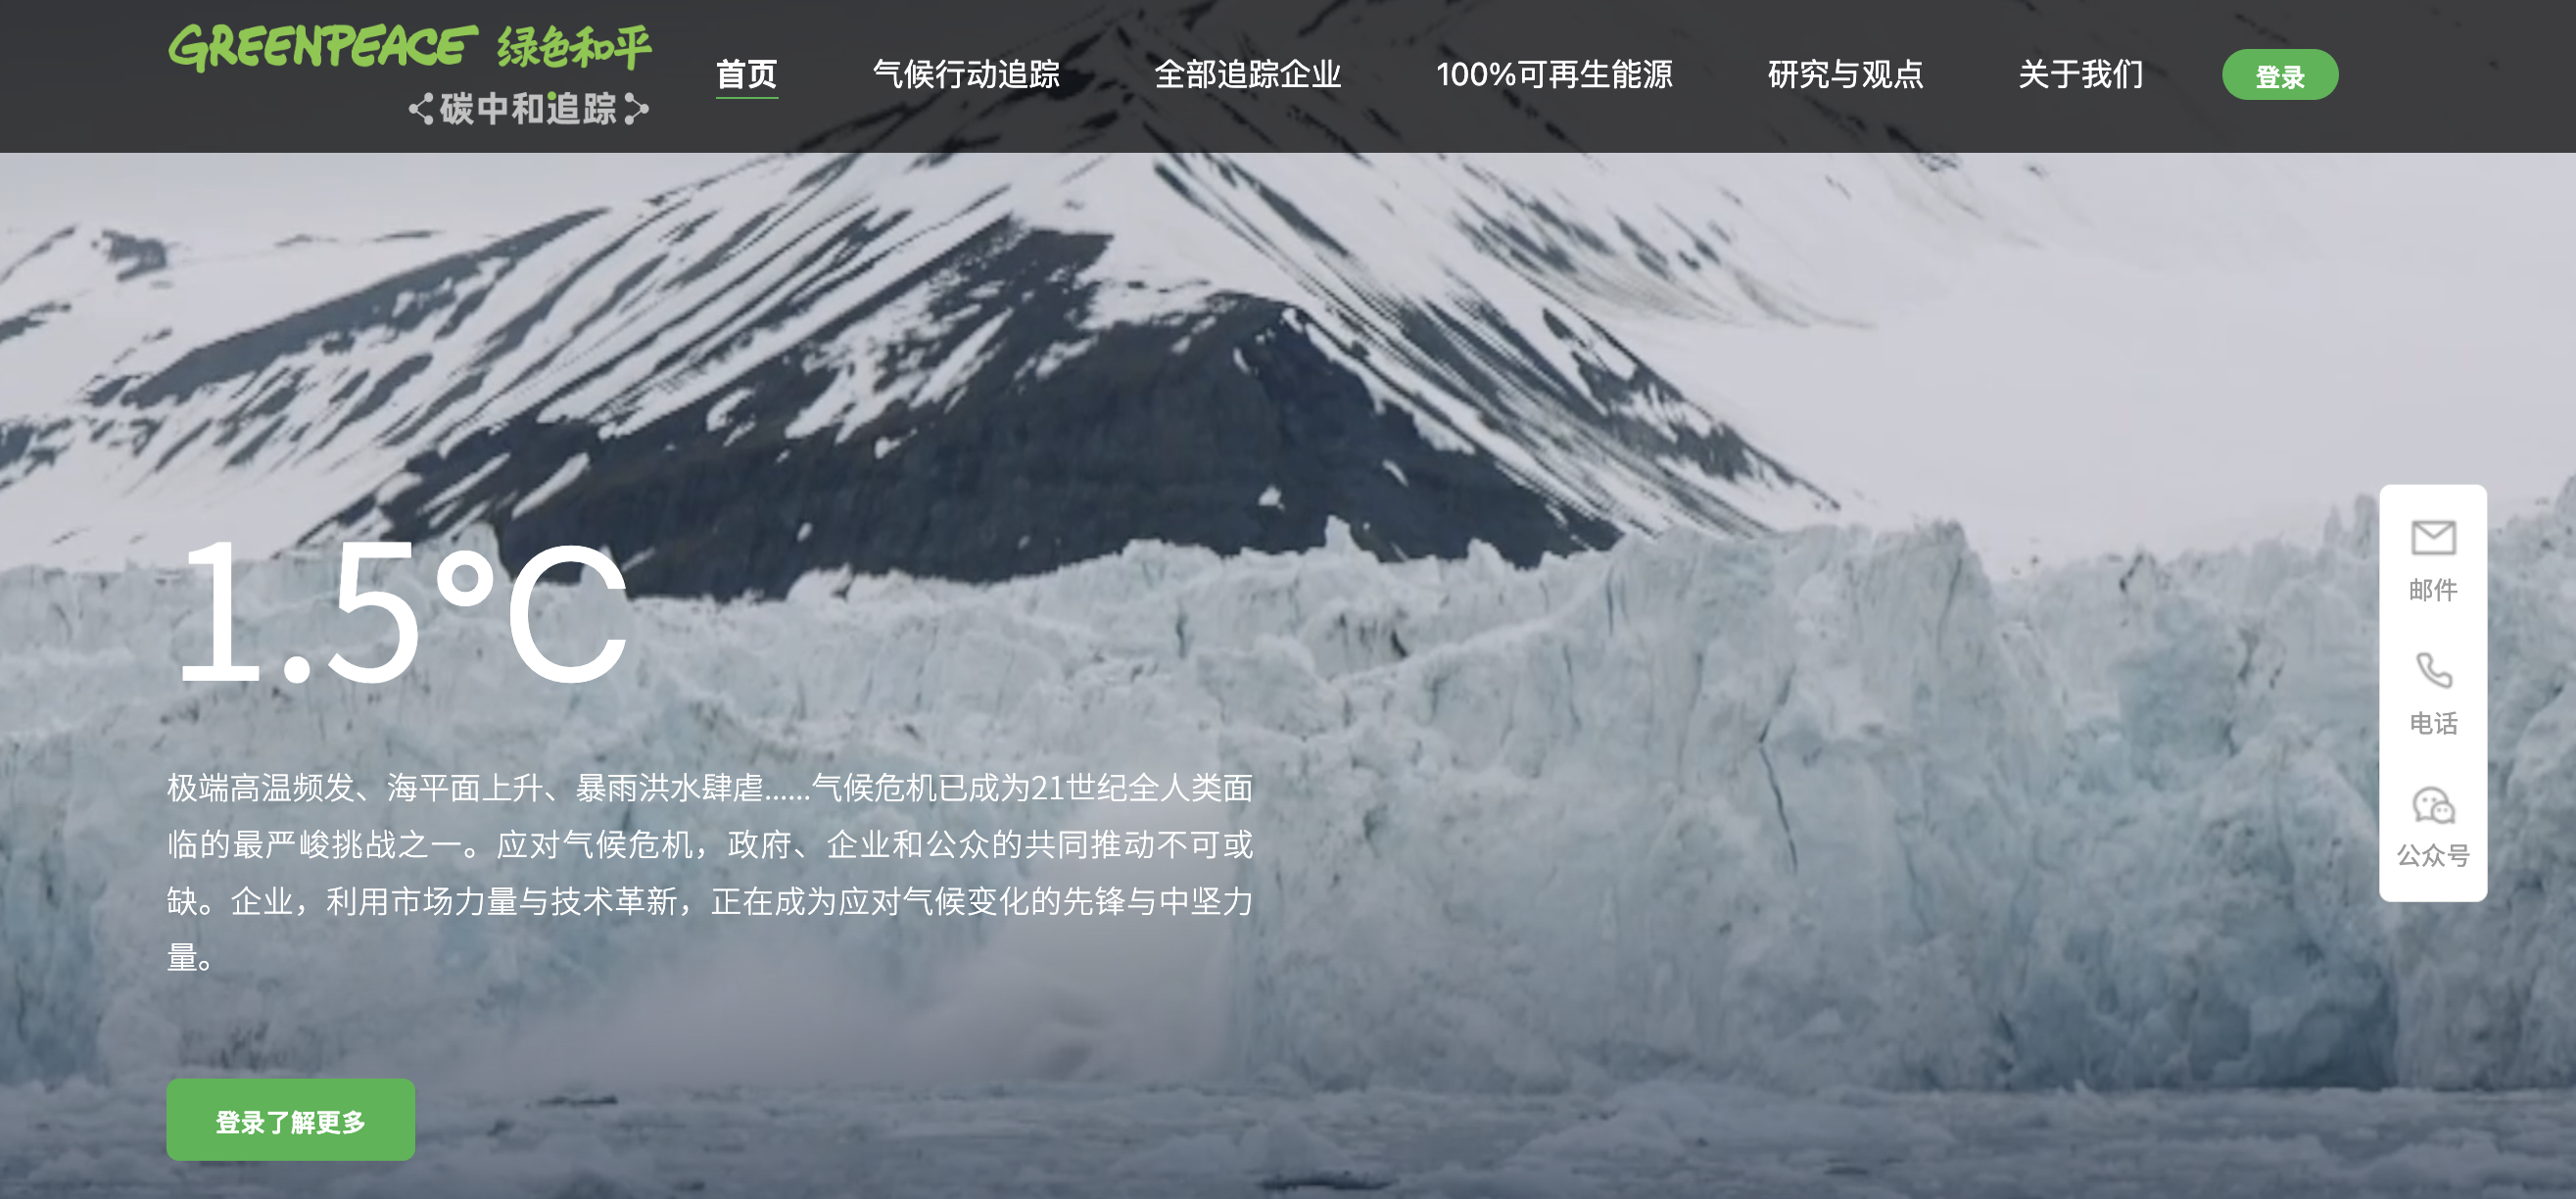 GREENPEACE 绿色和平
碳中和追踪
首页
气候行动追踪
全部追踪企业
100%可再生能源
研究与观点
关于我们
登录
1.5°C
极端高温频发、海平面上升、暴雨洪水肆虐......气候危机已成为21世纪全人类面
临的最严峻挑战之一。应对气候危机，政府、企业和公众的共同推动不可或
缺。企业，利用市场力量与技术革新，正在成为应对气候变化的先锋与中坚力
量。
登录了解更多
邮件
电话
公众号